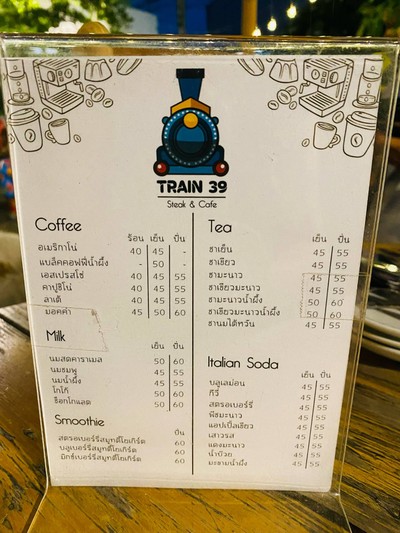 TRAIN 39
Steak & Cafe
Coffee
ร้อน เย็น ปั่น
อเมริกาโน่ 40 45 -
แบล็คคอฟฟี่น้ำผึ้ง - 50 -
เอสเปรสโซ่ 40 45 55
คาปูชิโน่ 40 45 55
ลาเต้ 40 45 55
มอคค่า 40 45 55
Milk
เย็น ปั่น
นมสดคาราเมล 50 60
นมชมพู 45 55
นมน้ำผึ้ง 45 55
โกโก้ 50 60
ช็อกโกแลต 50 60
Smoothie
ปั่น
สตรอเบอร์รี่สมูทตี้โยเกิร์ต 60
บลูเบอร์รี่สมูทตี้โยเกิร์ต 60
มิกซ์เบอร์รี่สมูทตี้โยเกิร์ต 60
Tea
เย็น ปั่น
ชาเย็น 45 55
ชาเขียว 45 55
ชามะนาว 45 55
ชาเขียวมะนาว 45 55
ชามะนาวน้ำผึ้ง 50 60
ชาเขียวมะนาวน้ำผึ้ง 50 60
ชานมไต้หวัน 45 55
Italian Soda
เย็น ปั่น
บลูเลม่อน 45 55
กีวี่ 45 55
สตรอเบอร์รี่ 45 55
พีชมะนาว 45 55
แอปเปิ้ลเขียว 45 55
เสาวรส 45 55
แดงมะนาว 45 55
น้ำบ๊วย 45 55
มะขามน้ำผึ้ง 45 55